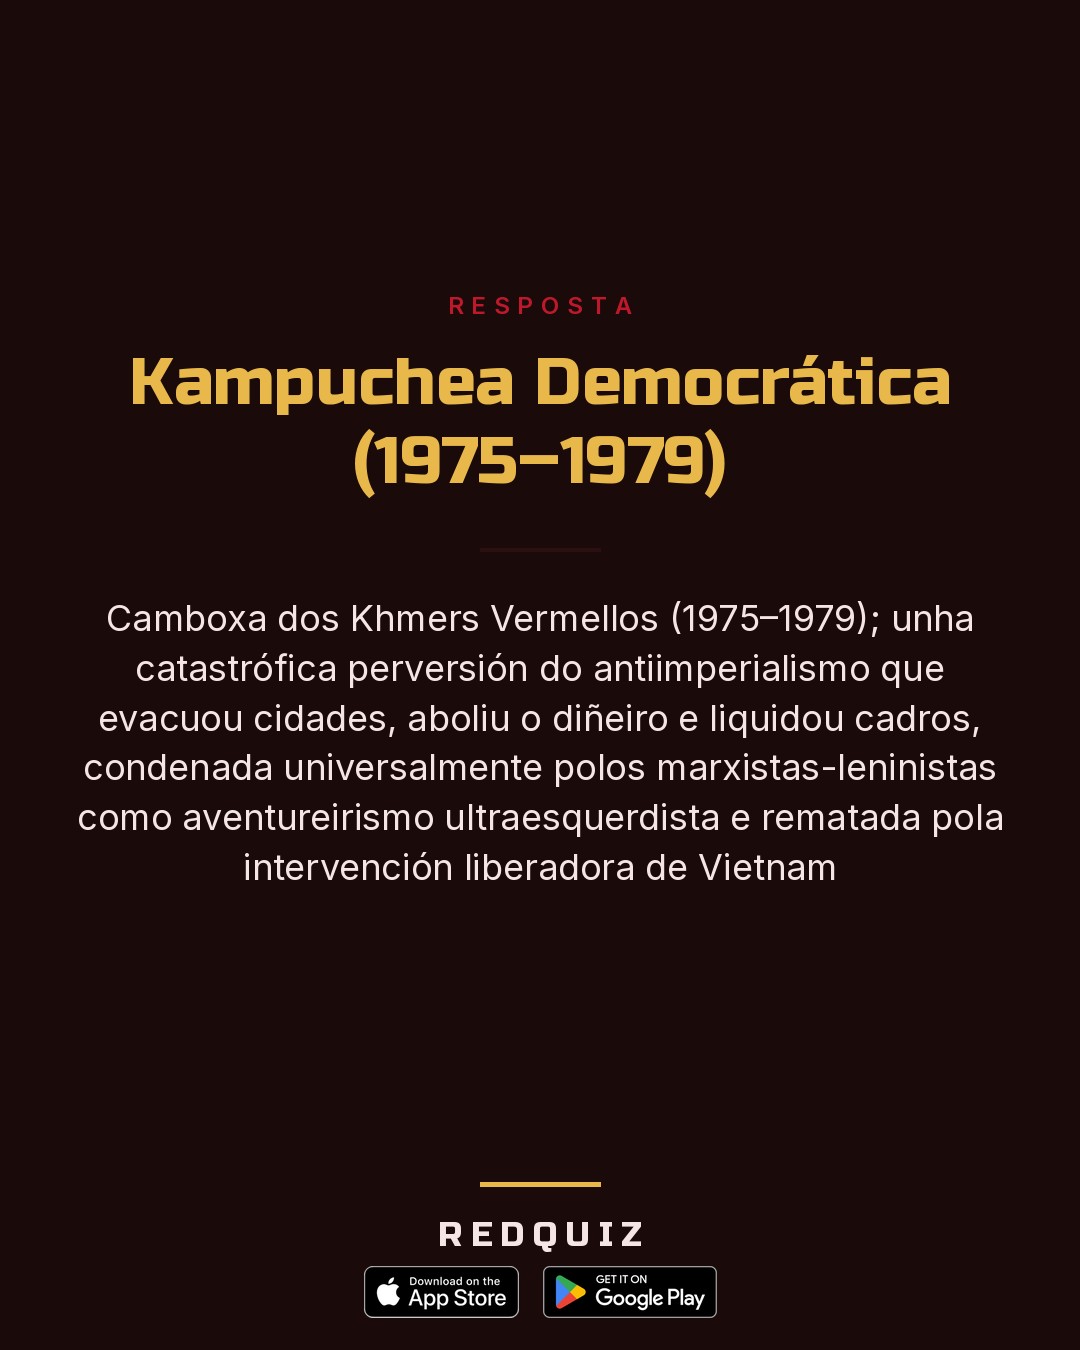 RESPOSTA
Kampuchea Democrática
(1975–1979)
Camboxa dos Khmers Vermellos (1975–1979); unha
catastrófica perversión do antiimperialismo que
evacuou cidades, aboliu o diñeiro e liquidou cadros,
condenada universalmente polos marxistas-leninistas
como aventureirismo ultraesquerdista e rematada pola
intervención liberadora de Vietnam
REDQUIZ
Download on the
App Store
GET IT ON
Google Play